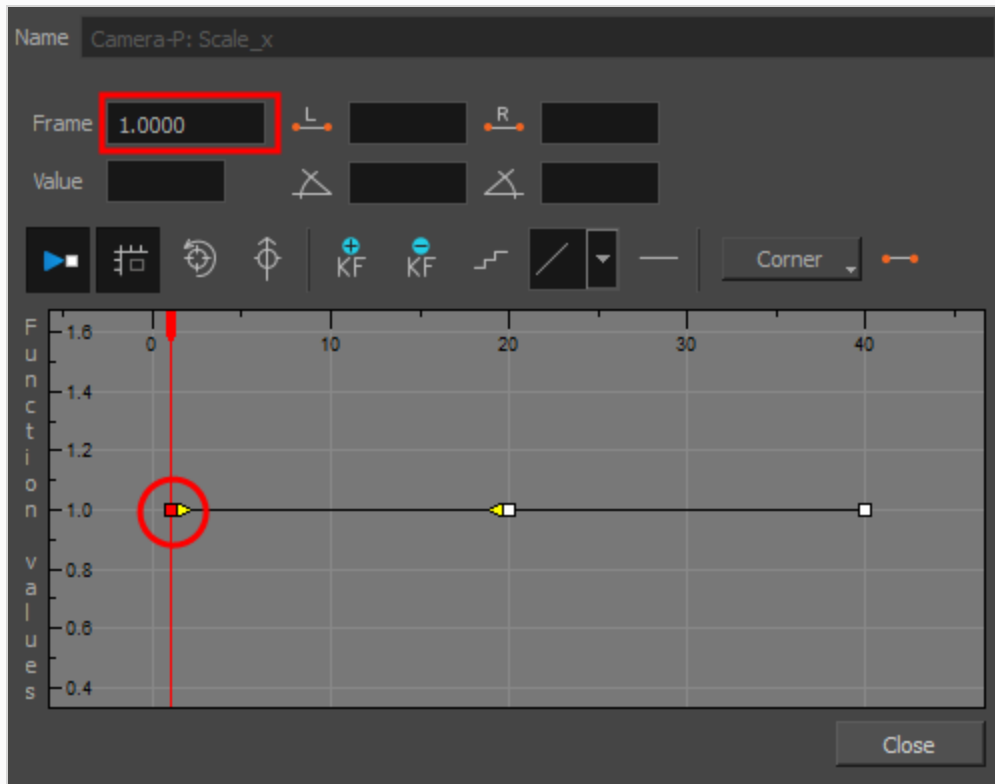 Name Camera-P: Scale_x
Frame 1.0000 L R
Value
KF KF Corner
Function values
0 10 20 30 40
1.6
1.4
1.2
1.0
0.8
0.6
0.4
Close